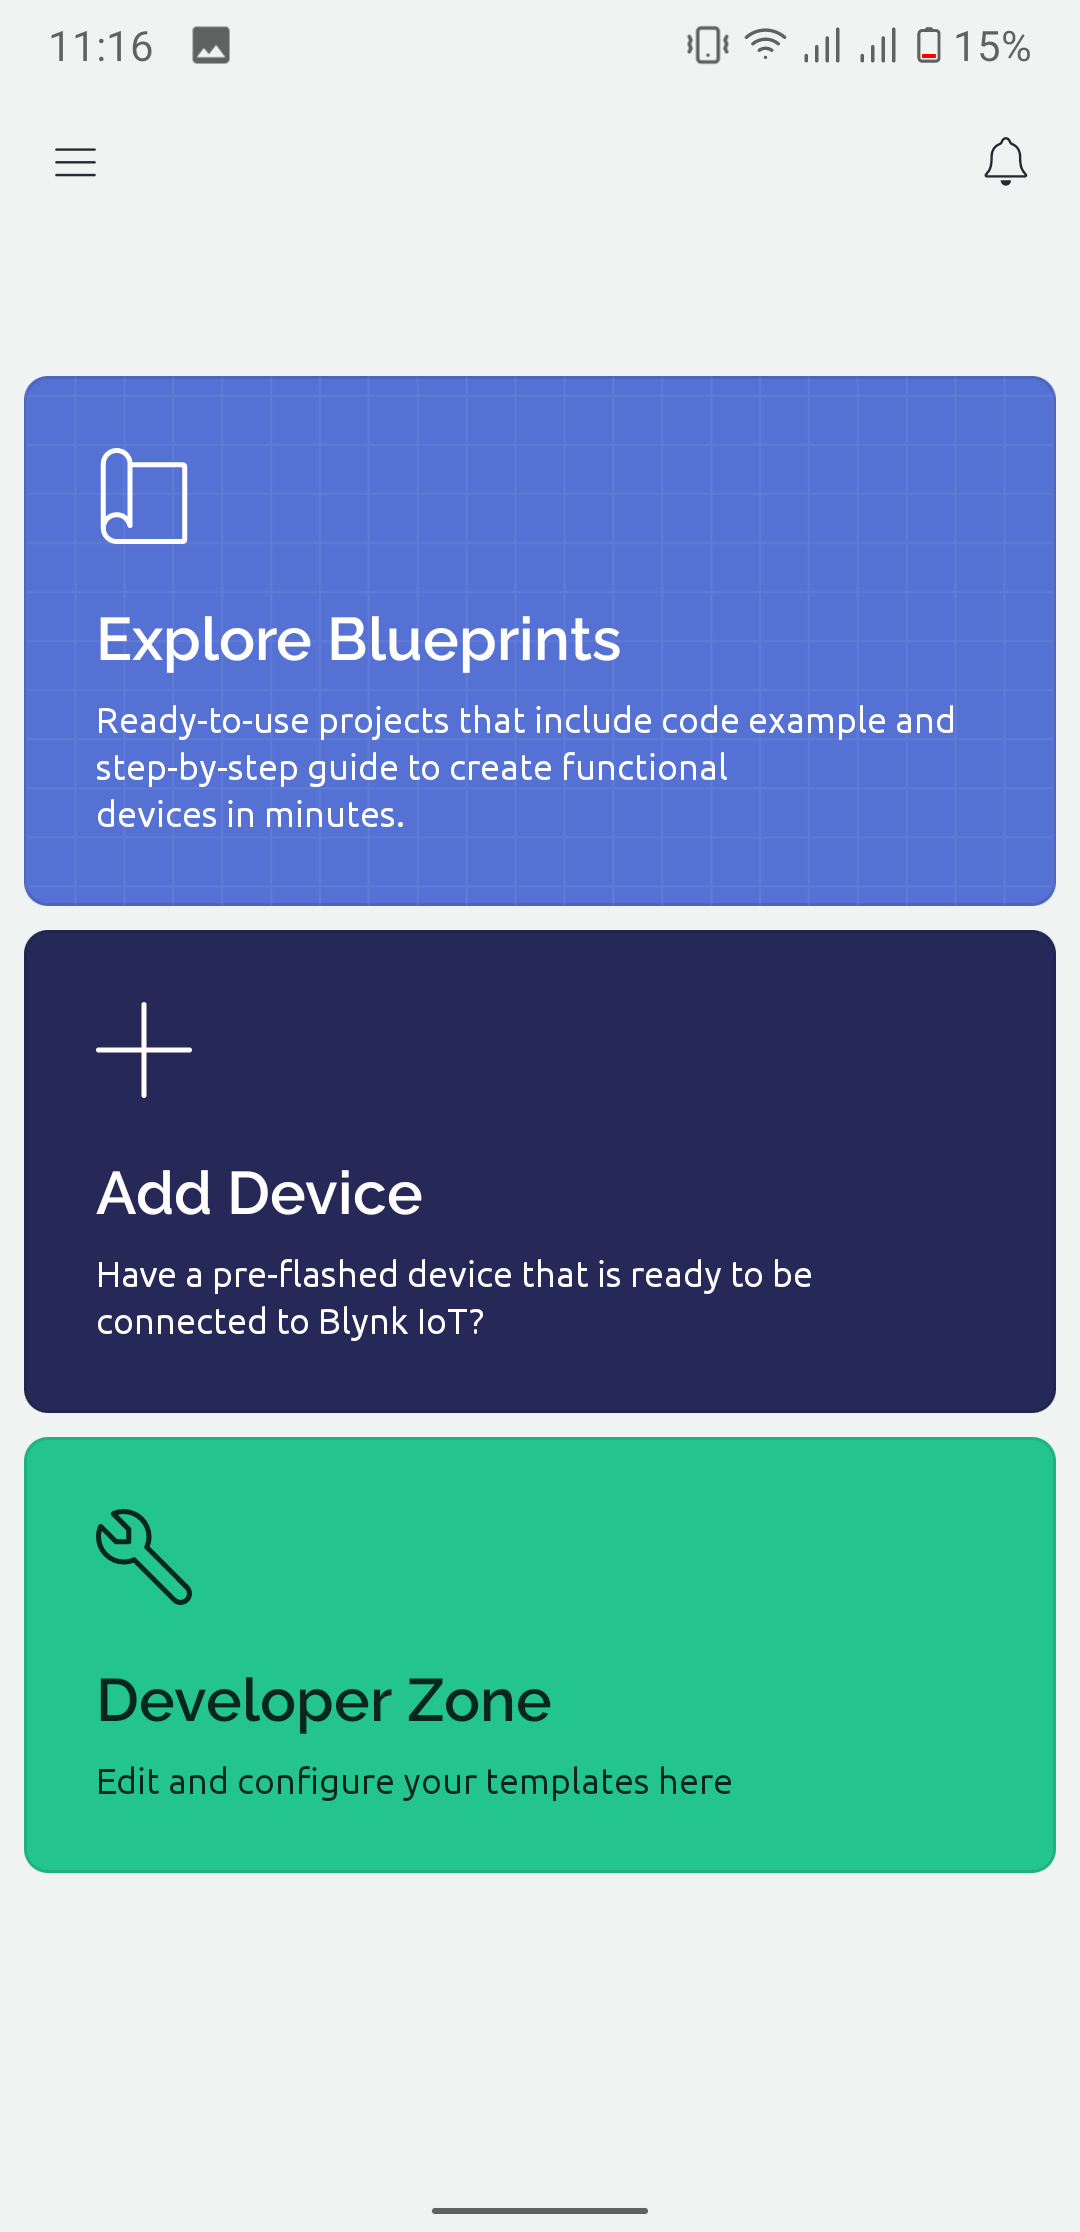 11:16 15%
Explore Blueprints
Ready-to-use projects that include code example and
step-by-step guide to create functional
devices in minutes.
Add Device
Have a pre-flashed device that is ready to be
connected to Blynk IoT?
Developer Zone
Edit and configure your templates here